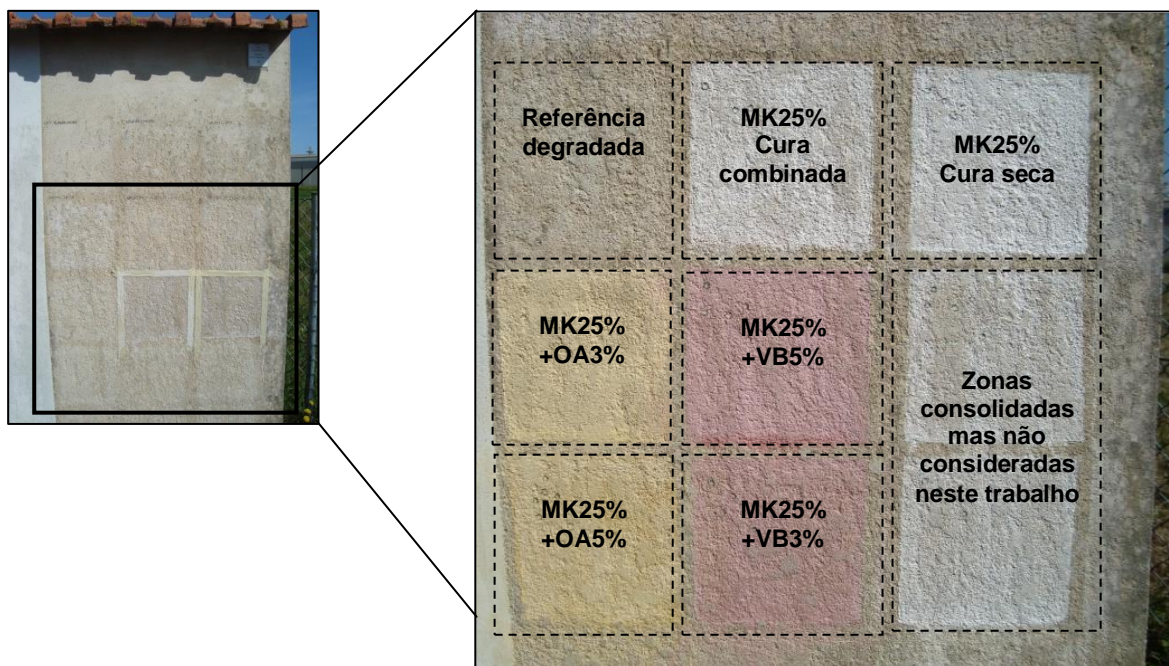 Referência
degradada
MK25%
Cura
combinada
MK25%
Cura seca
MK25%
+OA3%
MK25%
+VB5%
Zonas
consolidadas
mas não
consideradas
neste trabalho
MK25%
+OA5%
MK25%
+VB3%